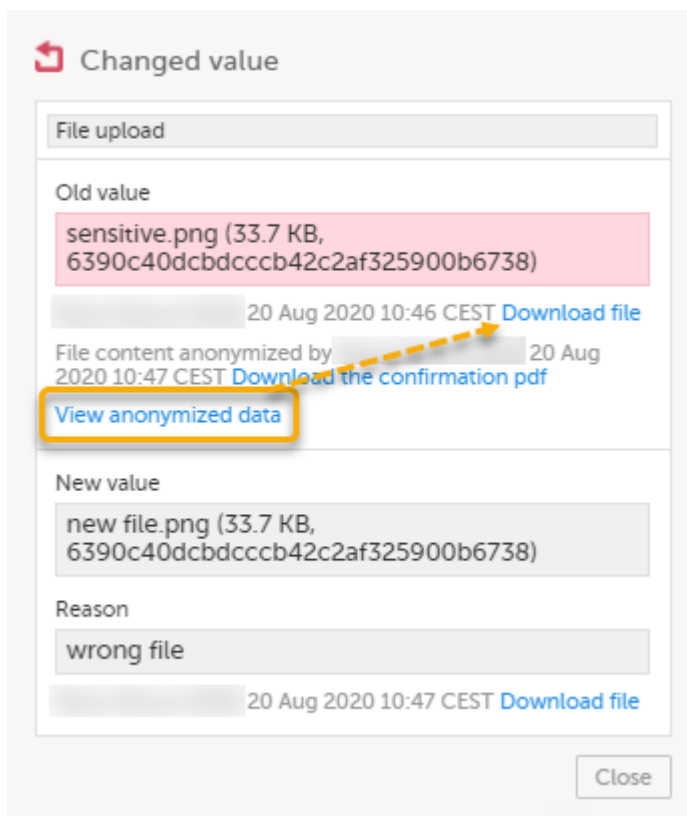 Changed value
File upload
Old value
sensitive.png (33.7 KB,
6390c40dcbdcccb42c2af325900b6738)
20 Aug 2020 10:46 CEST Download file
File content anonymized by 20 Aug
2020 10:47 CEST Download the confirmation pdf
View anonymized data
New value
new file.png (33.7 KB,
6390c40dcbdcccb42c2af325900b6738)
Reason
wrong file
20 Aug 2020 10:47 CEST Download file
Close